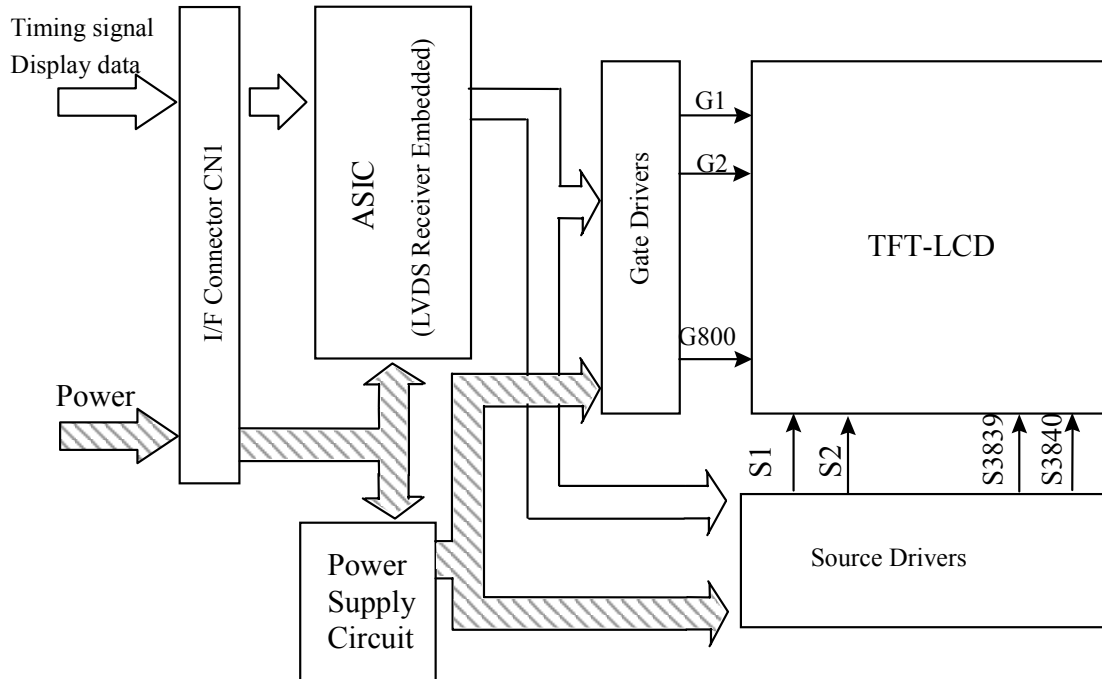 Timing signal
Display data
Power
I/F Connector CN1
ASIC
(LVDS Receiver Embedded)
Power
Supply
Circuit
Gate Drivers
G1
G2
G800
TFT-LCD
S1
S2
S3839
S3840
Source Drivers